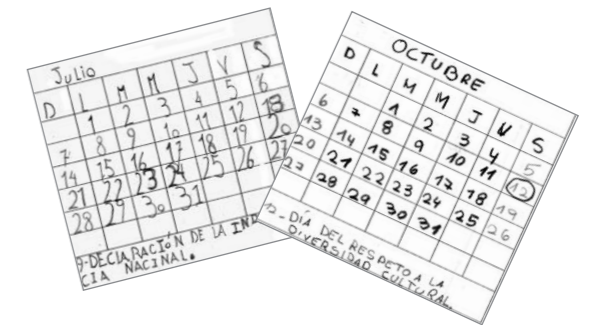 Julio
D L M M J V S
1 2 3 4 5 6
7 8 9 10 11 12 13
14 15 16 17 18 19 20
21 22 23 24 25 26 27
28 29 30 31
9-DECLARACIÓN DE LA IND
CIA NACINAL.
OCTUBRE
D L M M J V S
1 2 3 4 5
6 7 8 9 10 11 12
13 14 15 16 17 18 19
20 21 22 23 24 25 26
27 28 29 30 31
12-DIA DEL RESPETO A LA
DIVERSIDAD CULTURAL.